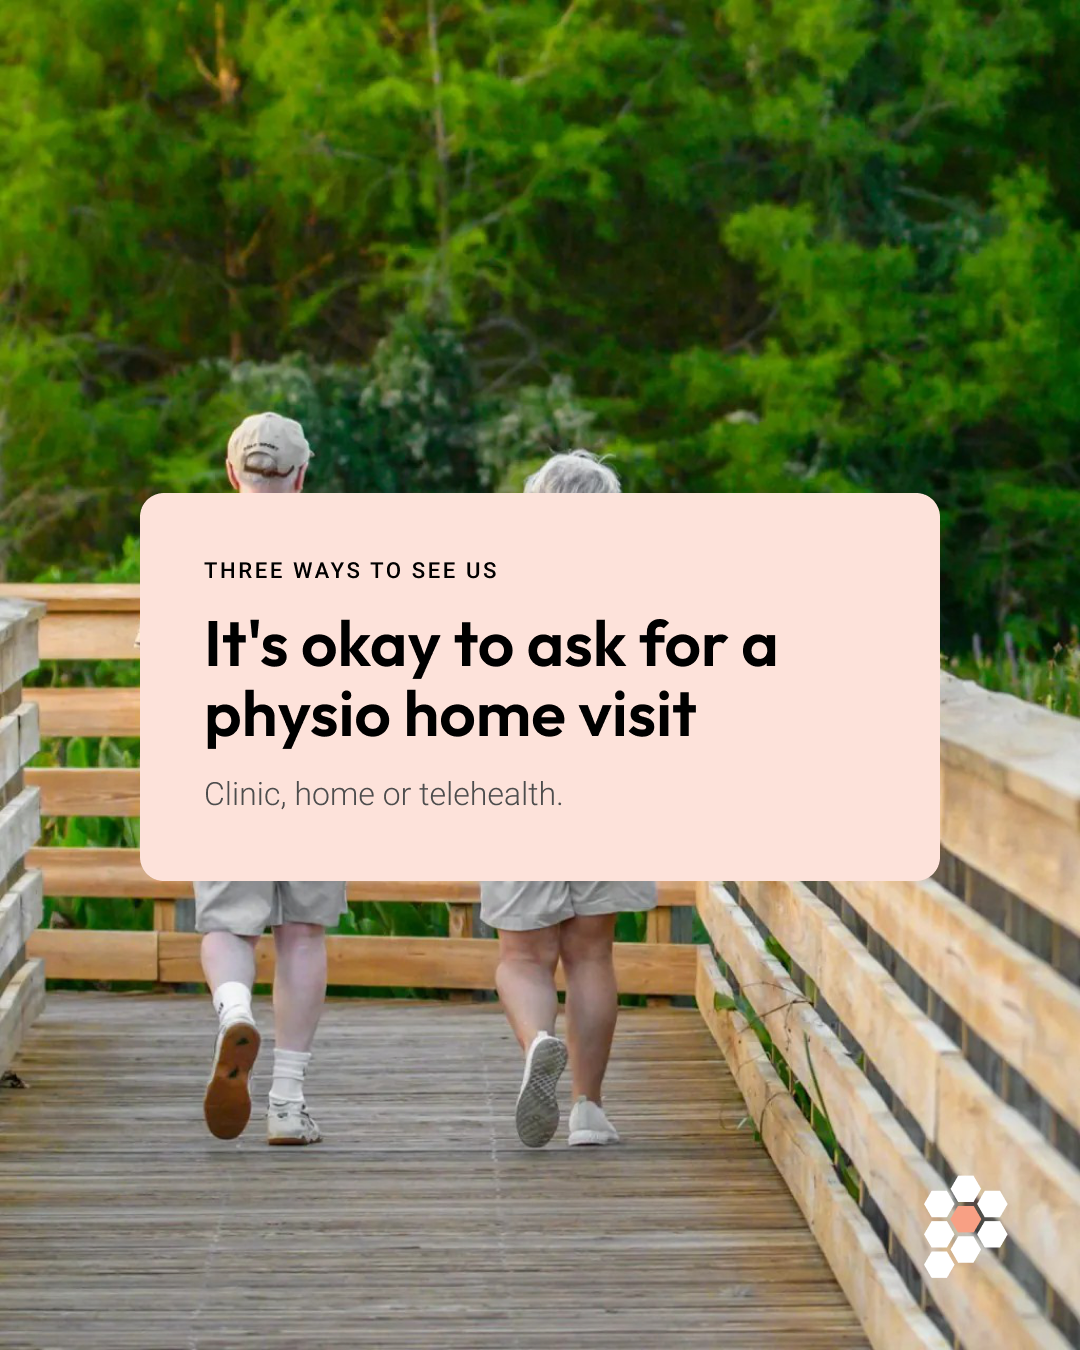 THREE WAYS TO SEE US
It's okay to ask for a
physio home visit
Clinic, home or telehealth.